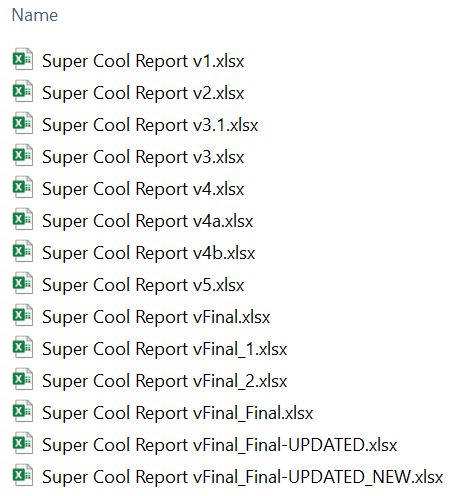 Name
Super Cool Report v1.xlsx
Super Cool Report v2.xlsx
Super Cool Report v3.1.xlsx
Super Cool Report v3.xlsx
Super Cool Report v4.xlsx
Super Cool Report v4a.xlsx
Super Cool Report v4b.xlsx
Super Cool Report v5.xlsx
Super Cool Report vFinal.xlsx
Super Cool Report vFinal_1.xlsx
Super Cool Report vFinal_2.xlsx
Super Cool Report vFinal_Final.xlsx
Super Cool Report vFinal_Final-UPDATED.xlsx
Super Cool Report vFinal_Final-UPDATED_NEW.xlsx